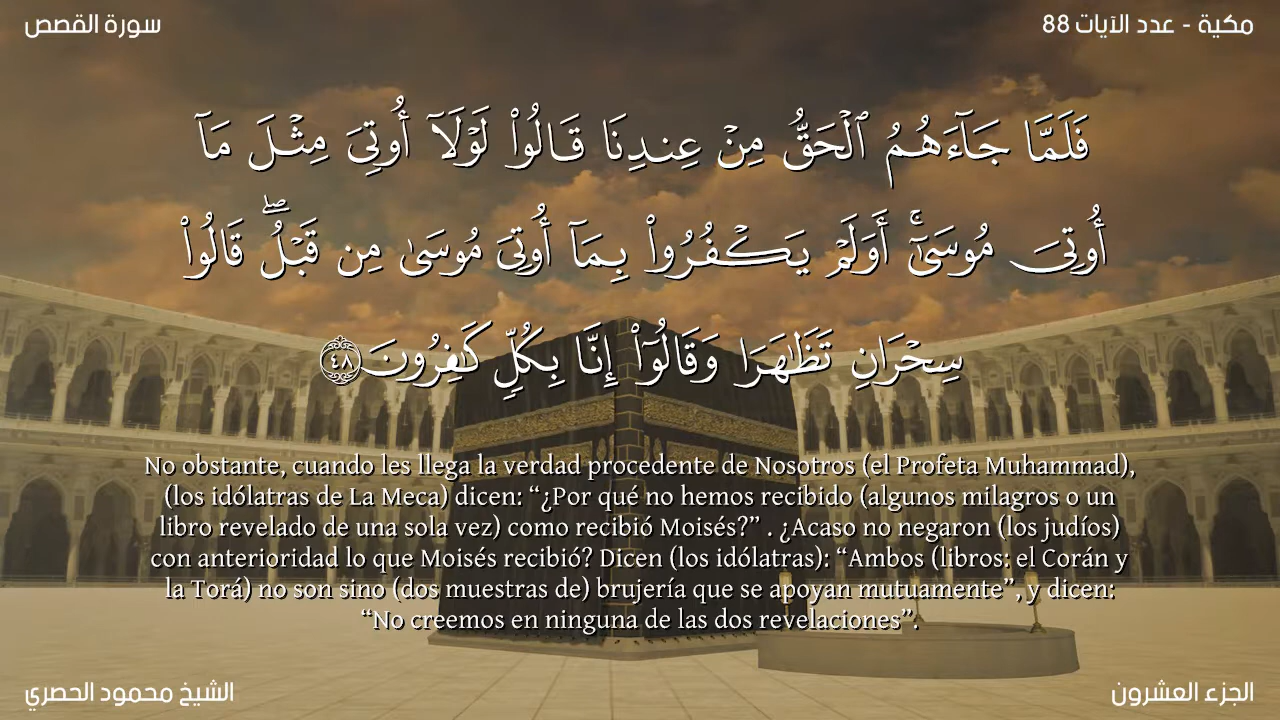 مكية - عدد الآيات 88
سورة القصص
فَلَمَّا جَآءَهُمُ ٱلْحَقُّ مِنْ عِندِنَا قَالُوا۟ لَوْلَآ أُوتِىَ مِثْلَ مَآ
أُوتِىَ مُوسَىٰٓ ۚ أَوَلَمْ يَكْفُرُوا۟ بِمَآ أُوتِىَ مُوسَىٰ مِن قَبْلُ ۖ قَالُوا۟
سِحْرَانِ تَظَٰهَرَا وَقَالُوٓا۟ إِنَّا بِكُلٍّ كَٰفِرُونَ ٤٨
No obstante, cuando les llega la verdad procedente de Nosotros (el Profeta Muhammad),
(los idólatras de La Meca) dicen: “¿Por qué no hemos recibido (algunos milagros o un
libro revelado de una sola vez) como recibió Moisés?” . ¿Acaso no negaron (los judíos)
con anterioridad lo que Moisés recibió? Dicen (los idólatras): “Ambos (libros: el Corán y
la Torá) no son sino (dos muestras de) brujería que se apoyan mutuamente”, y dicen:
“No creemos en ninguna de las dos revelaciones”.
الجزء العشرون
الشيخ محمود الحصري